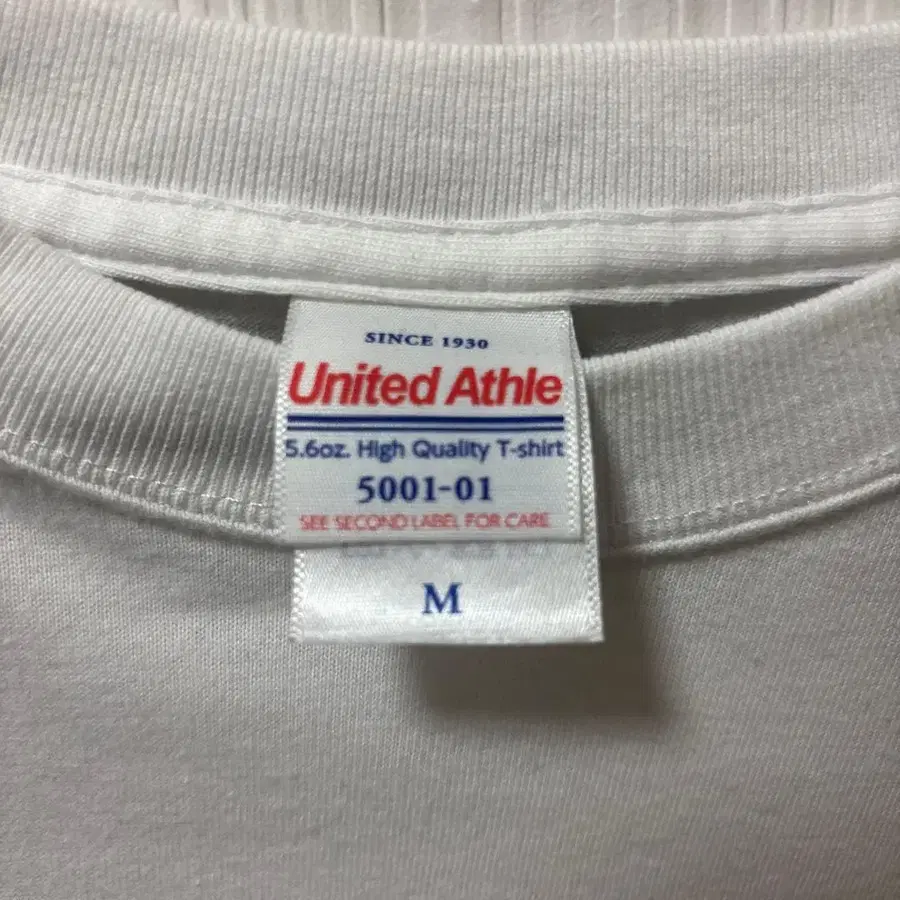 SINCE 1930
United Athle
5.6oz. High Quality T-shirt
5001-01
SEE SECOND LABEL FOR CARE
M